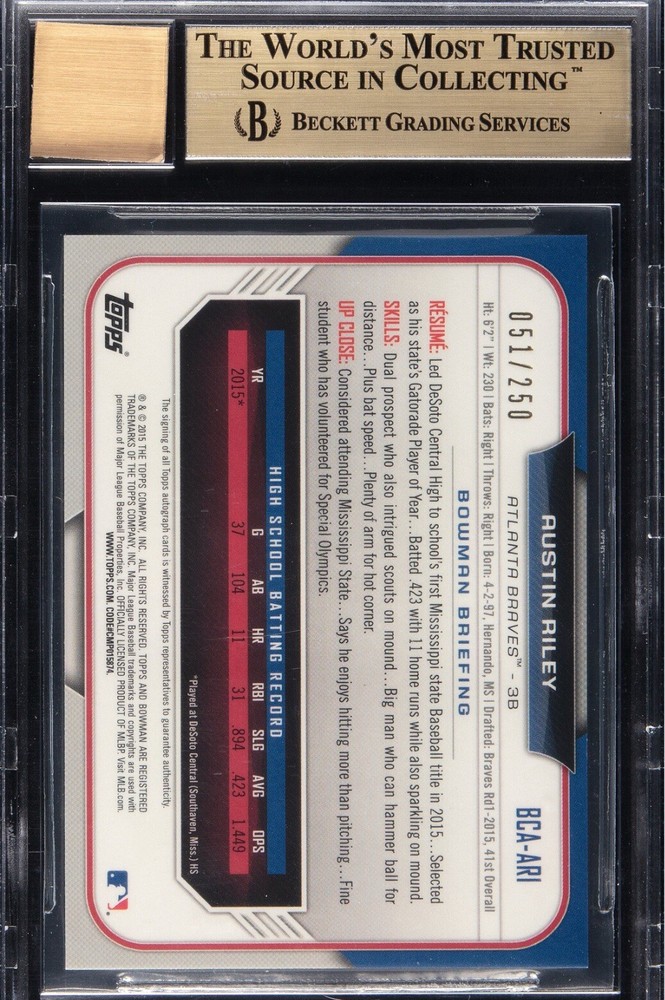 THE WORLD'S MOST TRUSTED
SOURCE IN COLLECTING™
B BECKETT GRADING SERVICES
051/250
AUSTIN RILEY
ATLANTA BRAVES™ - 3B
BCA-ARI
Ht: 6'2" | Wt: 230 | Bats: Right | Throws: Right | Born: 4-2-97, Hernando, MS | Drafted: Braves Rd1-2015, 41st Overall
BOWMAN BRIEFING
RÉSUMÉ: Led DeSoto Central High to school's first Mississippi state Baseball title in 2015...Selected
as his state's Gatorade Player of Year...Batted .423 with 11 home runs while also sparkling on mound.
SKILLS: Dual prospect who also intrigued scouts on mound...Big man who can hammer ball for
distance...Plus bat speed...Plenty of arm for hot corner.
UP CLOSE: Considered attending Mississippi State...Says he enjoys hitting more than pitching...Fine
student who has volunteered for Special Olympics.
HIGH SCHOOL BATTING RECORD
YR G AB HR RBI SLG AVG OPS
2015* 37 104 11 31 .894 .423 1.449
*Played at DeSoto Central (Southaven, Miss.) HS
The signing of all Topps autograph cards is witnessed by Topps representatives to guarantee authenticity.
® & © 2015 THE TOPPS COMPANY, INC. ALL RIGHTS RESERVED. TOPPS AND BOWMAN ARE REGISTERED
TRADEMARKS OF THE TOPPS COMPANY, INC. Major League Baseball trademarks and copyrights are used with
permission of Major League Baseball Properties, Inc. OFFICIALLY LICENSED PRODUCT OF MLBP. Visit MLB.com.
WWW.TOPPS.COM. CODE#CMP015874.
topps®